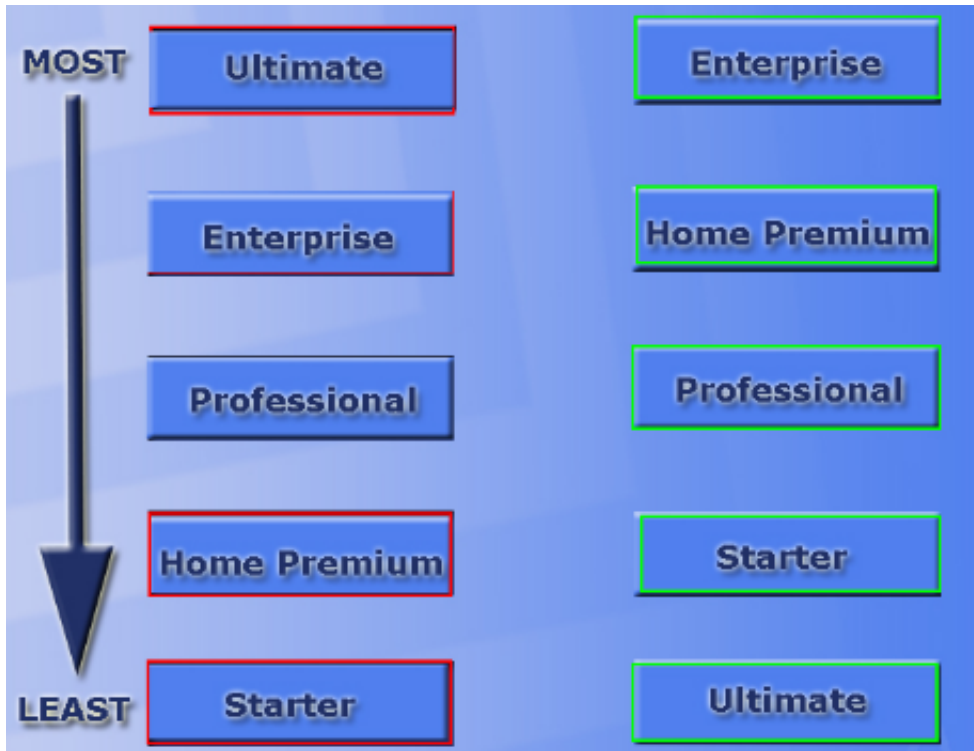 MOST
Ultimate
Enterprise
Enterprise
Home Premium
Professional
Professional
Home Premium
Starter
LEAST
Starter
Ultimate